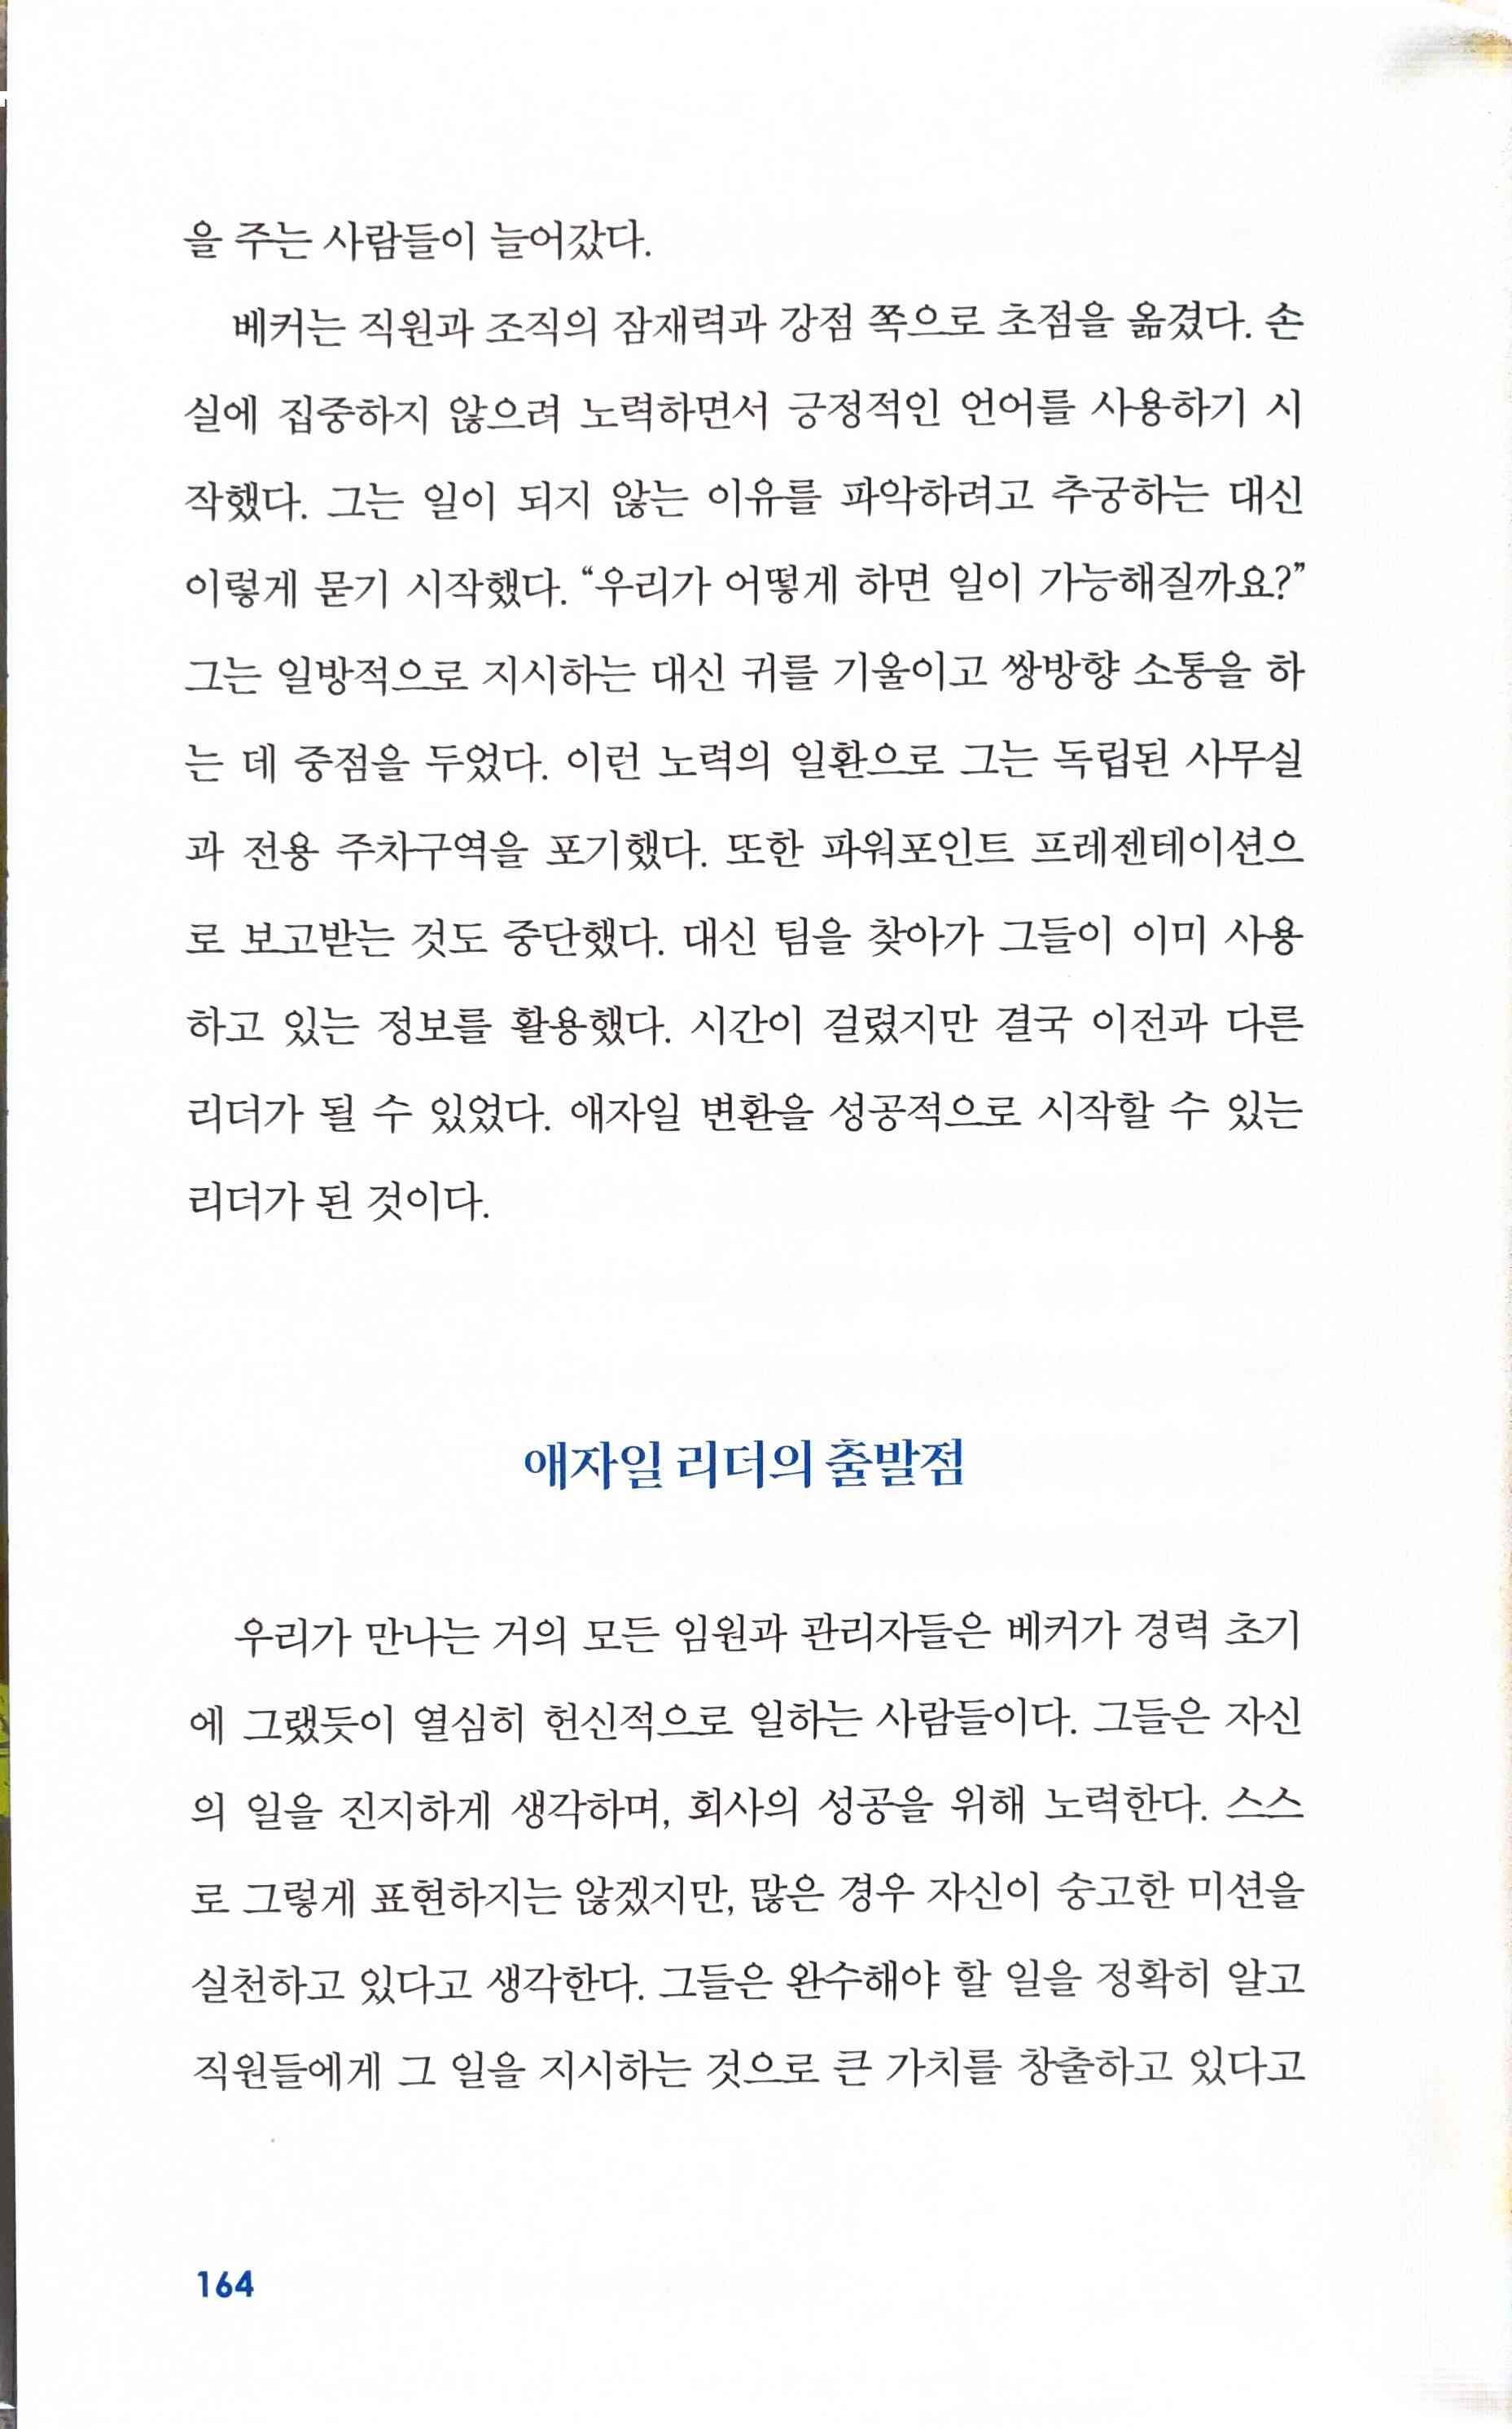 을 주는 사람들이 늘어갔다.
베커는 직원과 조직의 잠재력과 강점 쪽으로 초점을 옮겼다. 손
실에 집중하지 않으려 노력하면서 긍정적인 언어를 사용하기 시
작했다. 그는 일이 되지 않는 이유를 파악하려고 추궁하는 대신
이렇게 묻기 시작했다. “우리가 어떻게 하면 일이 가능해질까요?”
그는 일방적으로 지시하는 대신 귀를 기울이고 쌍방향 소통을 하
는 데 중점을 두었다. 이런 노력의 일환으로 그는 독립된 사무실
과 전용 주차구역을 포기했다. 또한 파워포인트 프레젠테이션으
로 보고받는 것도 중단했다. 대신 팀을 찾아가 그들이 이미 사용
하고 있는 정보를 활용했다. 시간이 걸렸지만 결국 이전과 다른
리더가 될 수 있었다. 애자일 변환을 성공적으로 시작할 수 있는
리더가 된 것이다.
애자일 리더의 출발점
우리가 만나는 거의 모든 임원과 관리자들은 베커가 경력 초기
에 그랬듯이 열심히 헌신적으로 일하는 사람들이다. 그들은 자신
의 일을 진지하게 생각하며, 회사의 성공을 위해 노력한다. 스스
로 그렇게 표현하지는 않겠지만, 많은 경우 자신이 숭고한 미션을
실천하고 있다고 생각한다. 그들은 완수해야 할 일을 정확히 알고
직원들에게 그 일을 지시하는 것으로 큰 가치를 창출하고 있다고
164